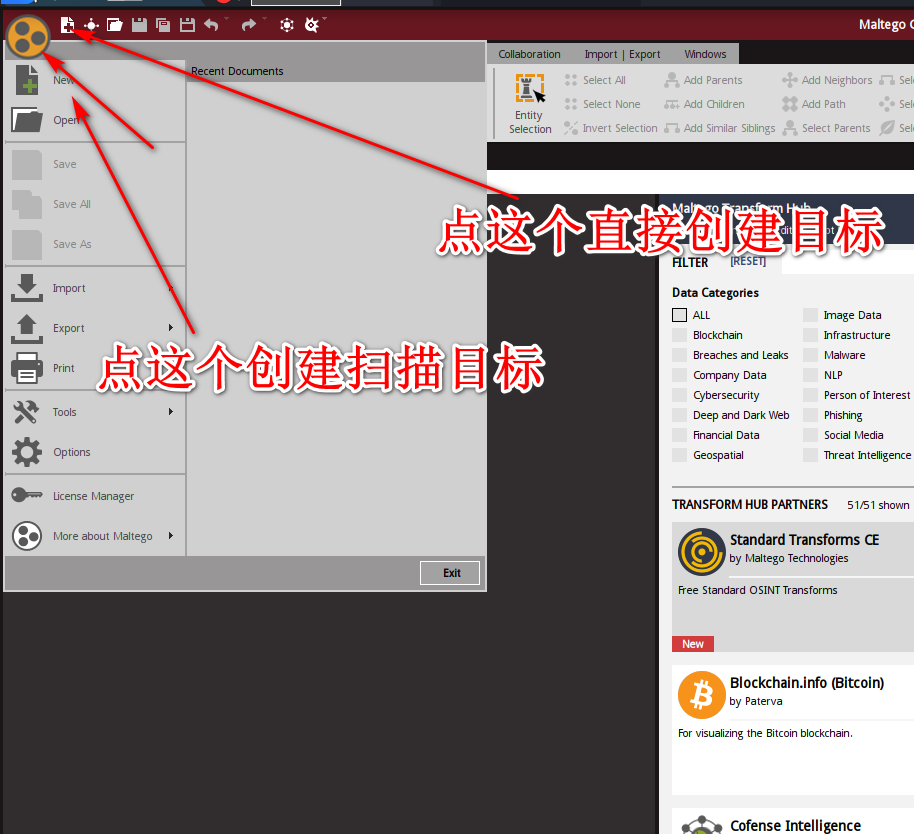 Maltego
Collaboration Import | Export Windows
Recent Documents
New
Open
Save
Save All
Save As
Import
Export
Print
Tools
Options
License Manager
More about Maltego
Exit
Entity
Selection
Select All
Select None
Invert Selection
Add Parents
Add Children
Add Similar Siblings
Add Neighbors
Add Path
Select Parents
点这个直接创建目标
点这个创建扫描目标
Maltego Transform Hub
FILTER [RESET]
Data Categories
ALL
Blockchain
Breaches and Leaks
Company Data
Cybersecurity
Deep and Dark Web
Financial Data
Geospatial
Image Data
Infrastructure
Malware
NLP
Person of Interest
Phishing
Social Media
Threat Intelligence
TRANSFORM HUB PARTNERS 51/51 shown
Standard Transforms CE
by Maltego Technologies
Free Standard OSINT Transforms
New
Blockchain.info (Bitcoin)
by Paterva
For visualizing the Bitcoin blockchain.
Cofense Intelligence